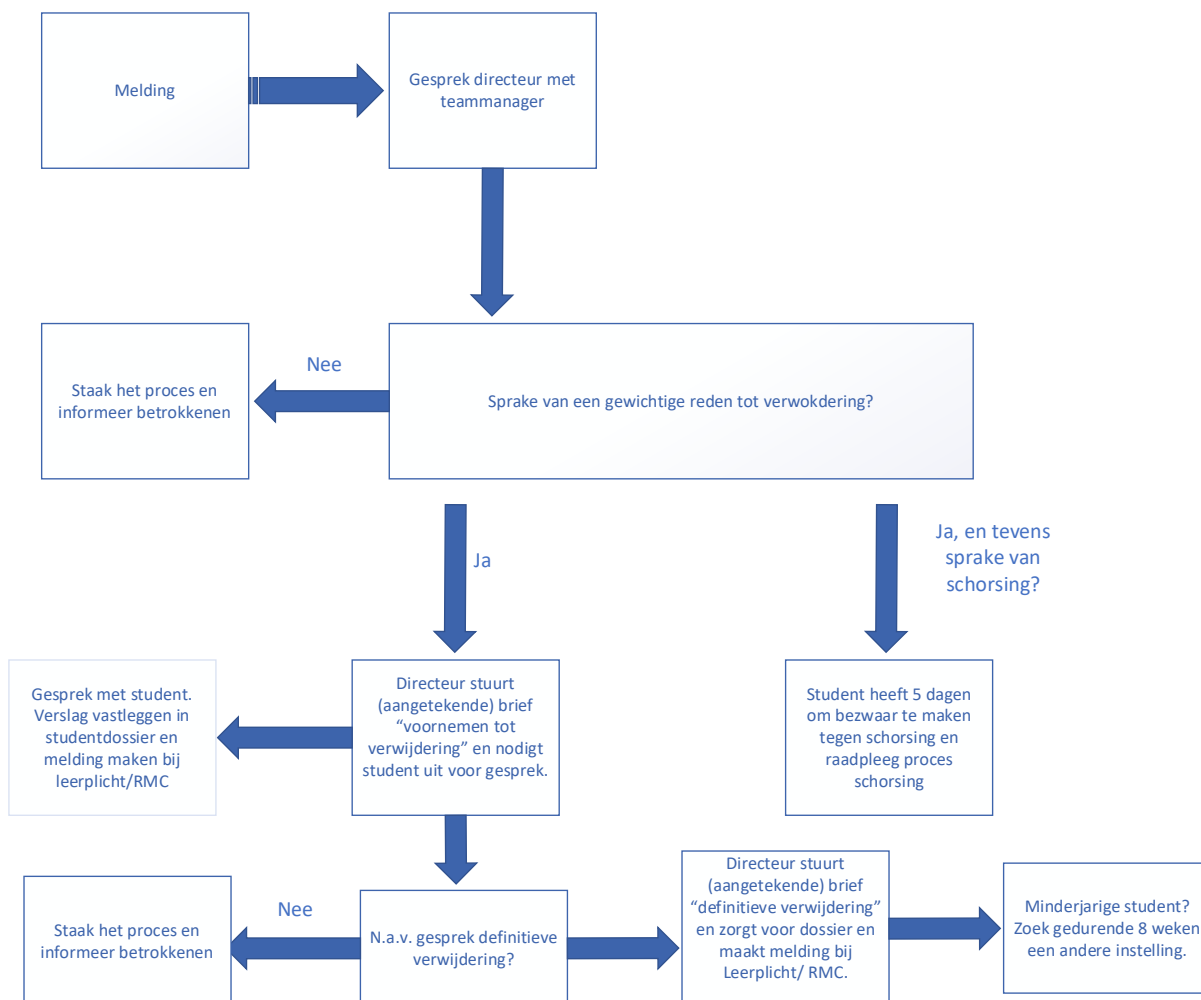 Melding
Gesprek directeur met
teammanager
Nee
Staak het proces en
informeer betrokkenen
Sprake van een gewichtige reden tot verwokdering?
Ja
Ja, en tevens
sprake van
schorsing?
Gesprek met student.
Verslag vastleggen in
studentdossier en
melding maken bij
leerplicht/RMC
Directeur stuurt
(aangetekende) brief
“voornemen tot
verwijdering” en nodigt
student uit voor gesprek.
Student heeft 5 dagen
om bezwaar te maken
tegen schorsing en
raadpleeg proces
schorsing
Staak het proces en
informeer betrokkenen
Nee
N.a.v. gesprek definitieve
verwijdering?
Directeur stuurt
(aangetekende) brief
“definitieve verwijdering”
en zorgt voor dossier en
maakt melding bij
Leerplicht/ RMC.
Minderjarige student?
Zoek gedurende 8 weken
een andere instelling.